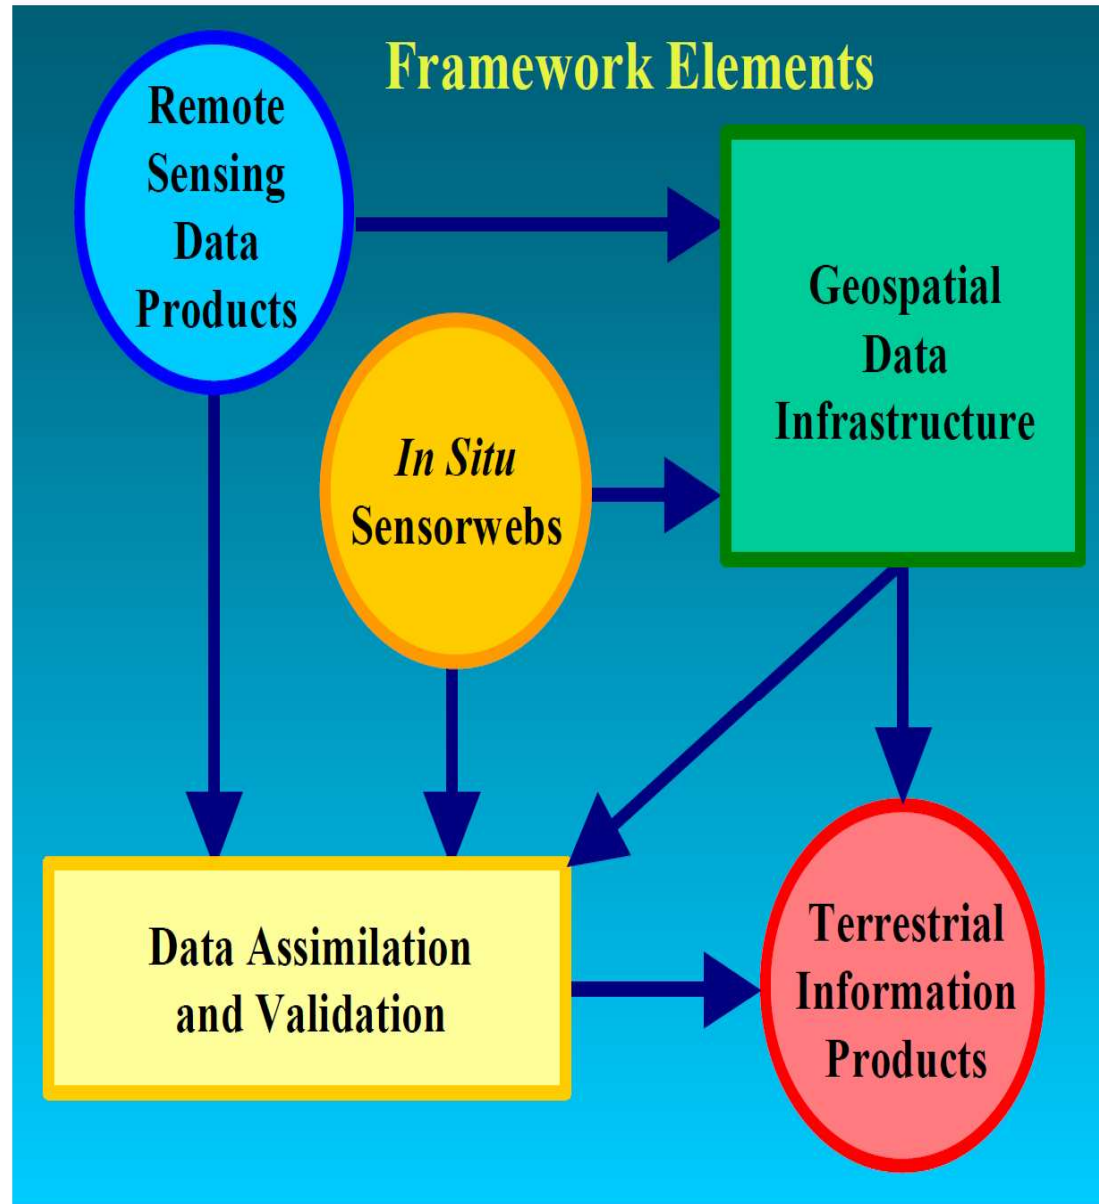 Framework Elements
Remote
Sensing
Data
Products
Geospatial
Data
Infrastructure
In Situ
Sensorwebs
Data Assimilation
and Validation
Terrestrial
Information
Products